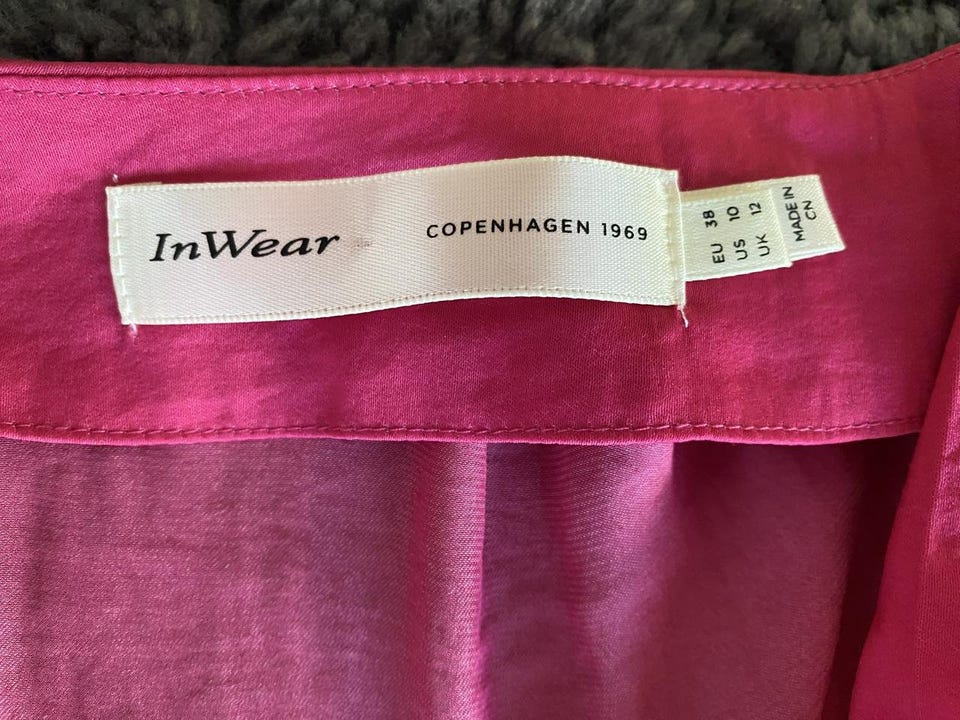 InWear COPENHAGEN 1969
EU 38
US 10
UK 12
MADE IN
CN